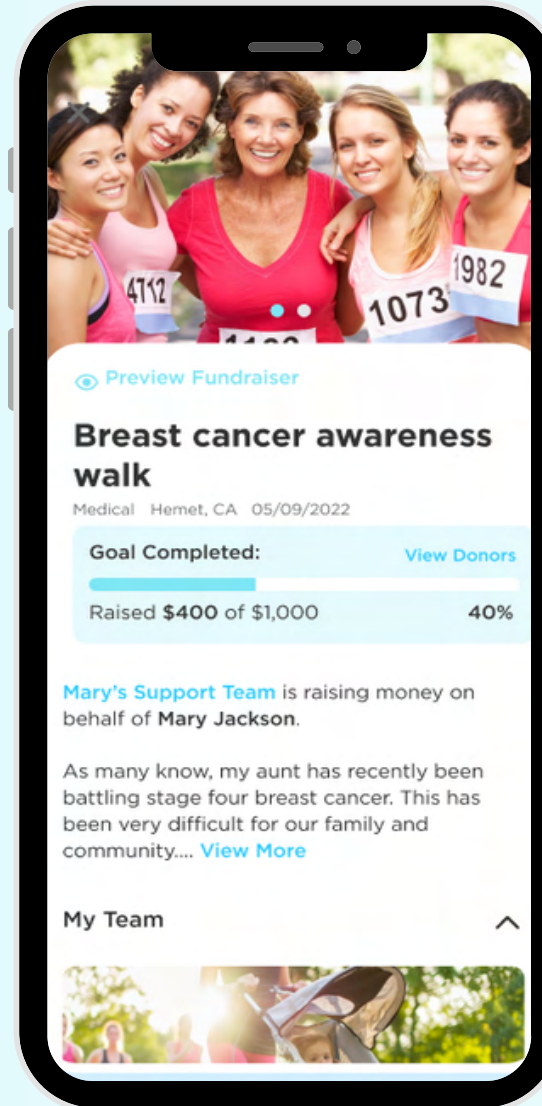 4712
1073
1982
Preview Fundraiser
Breast cancer awareness
walk
Medical Hemet, CA 05/09/2022
Goal Completed:
View Donors
Raised $400 of $1,000
40%
Mary’s Support Team is raising money on
behalf of Mary Jackson.
As many know, my aunt has recently been
battling stage four breast cancer. This has
been very difficult for our family and
community.... View More
My Team